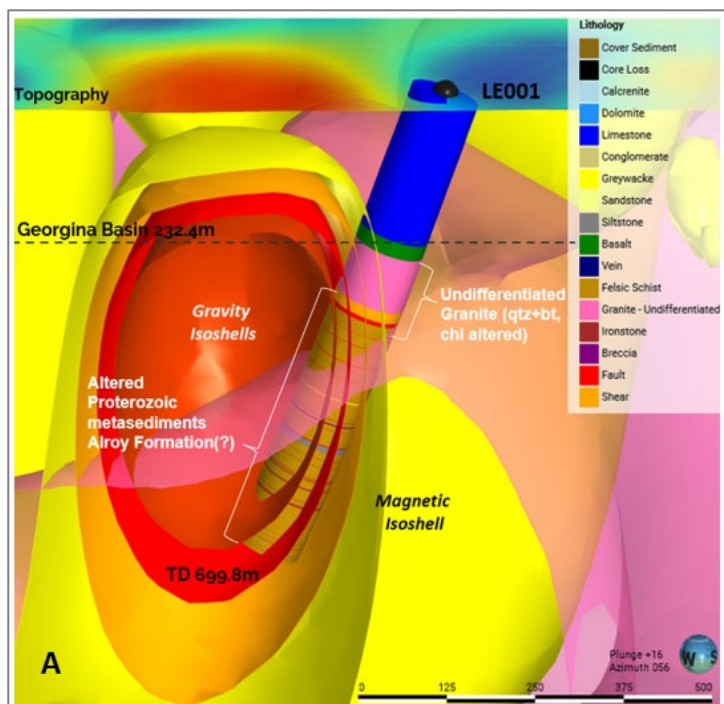 Topography
LE001
Georgina Basin 232.4m
Gravity
Isoshells
Undifferentiated
Granite (qtz+bt,
chl altered)
Altered
Proterozoic
metasediments
Alroy Formation(?)
Magnetic
Isoshell
TD 699.8m
A
Lithology
Cover Sediment
Core Loss
Calcrenite
Dolomite
Limestone
Conglomerate
Greywacke
Sandstone
Siltstone
Basalt
Vein
Felsic Schist
Granite - Undifferentiated
Ironstone
Breccia
Fault
Shear
Plunge +16
Azimuth 056
W S
0 125 250 375 500